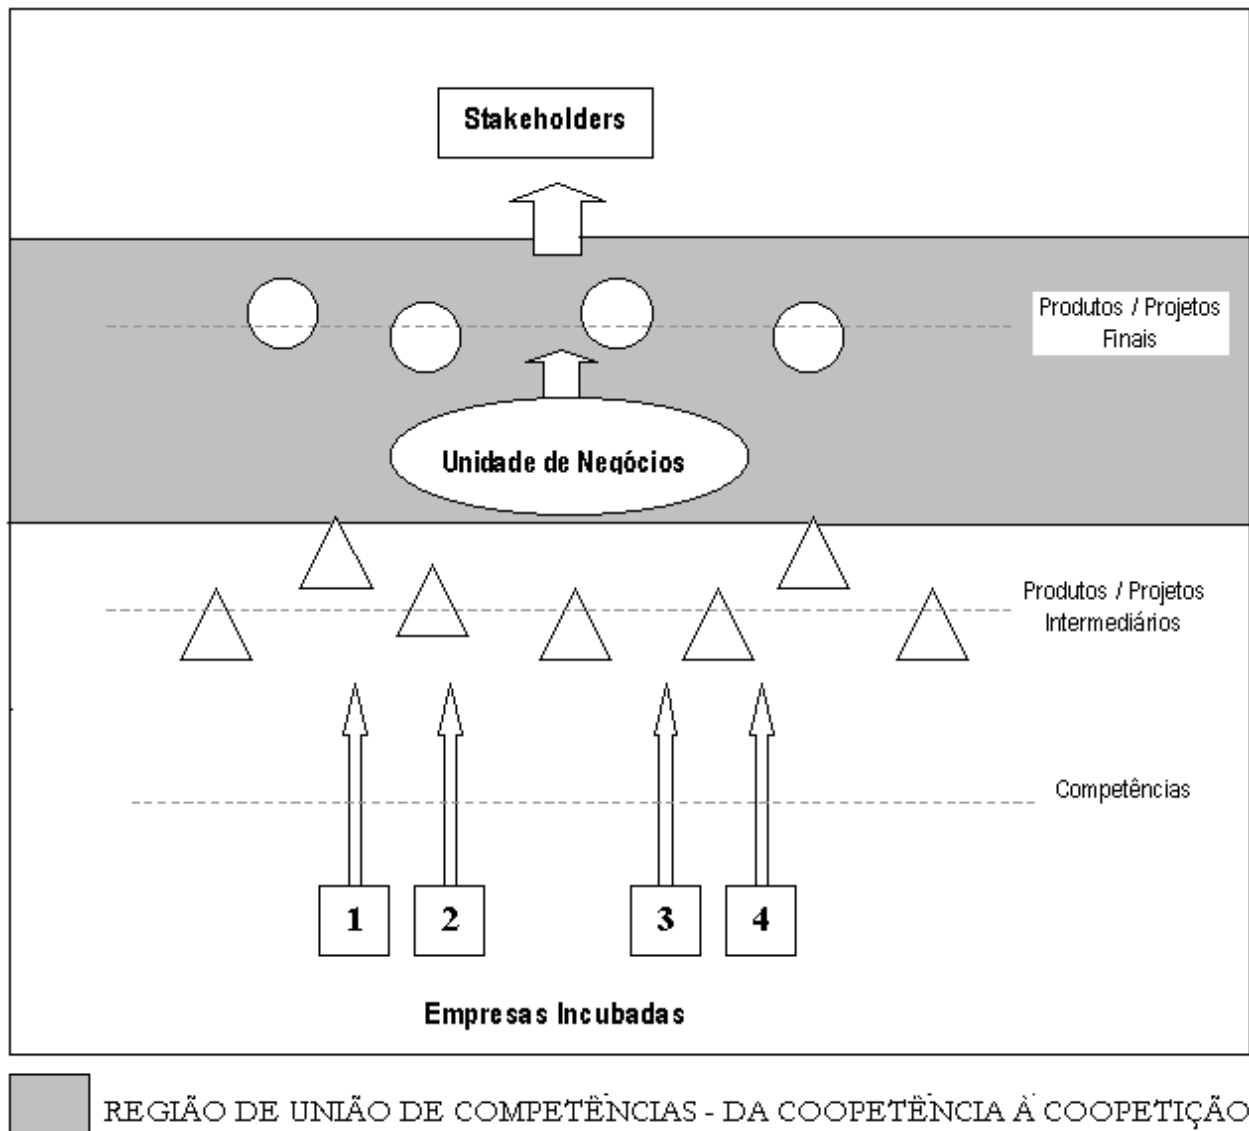 Stakeholders
Produtos / Projetos
Finais
Unidade de Negócios
Produtos / Projetos
Intermediários
Competências
1 2 3 4
Empresas Incubadas
REGIÃO DE UNIÃO DE COMPETÊNCIAS - DA COOPETÊNCIA À COOPETIÇÃO